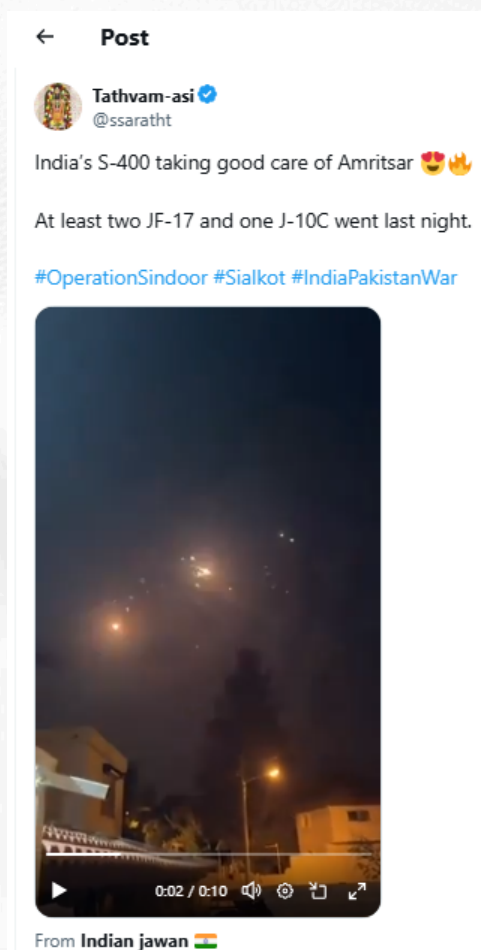 Post
Tathvam-asi
@ssaratht
India's S-400 taking good care of Amritsar 😍🔥
At least two JF-17 and one J-10C went last night.
#OperationSindoor #Sialkot #IndiaPakistanWar
0:02 / 0:10
From Indian jawan 🇮🇳